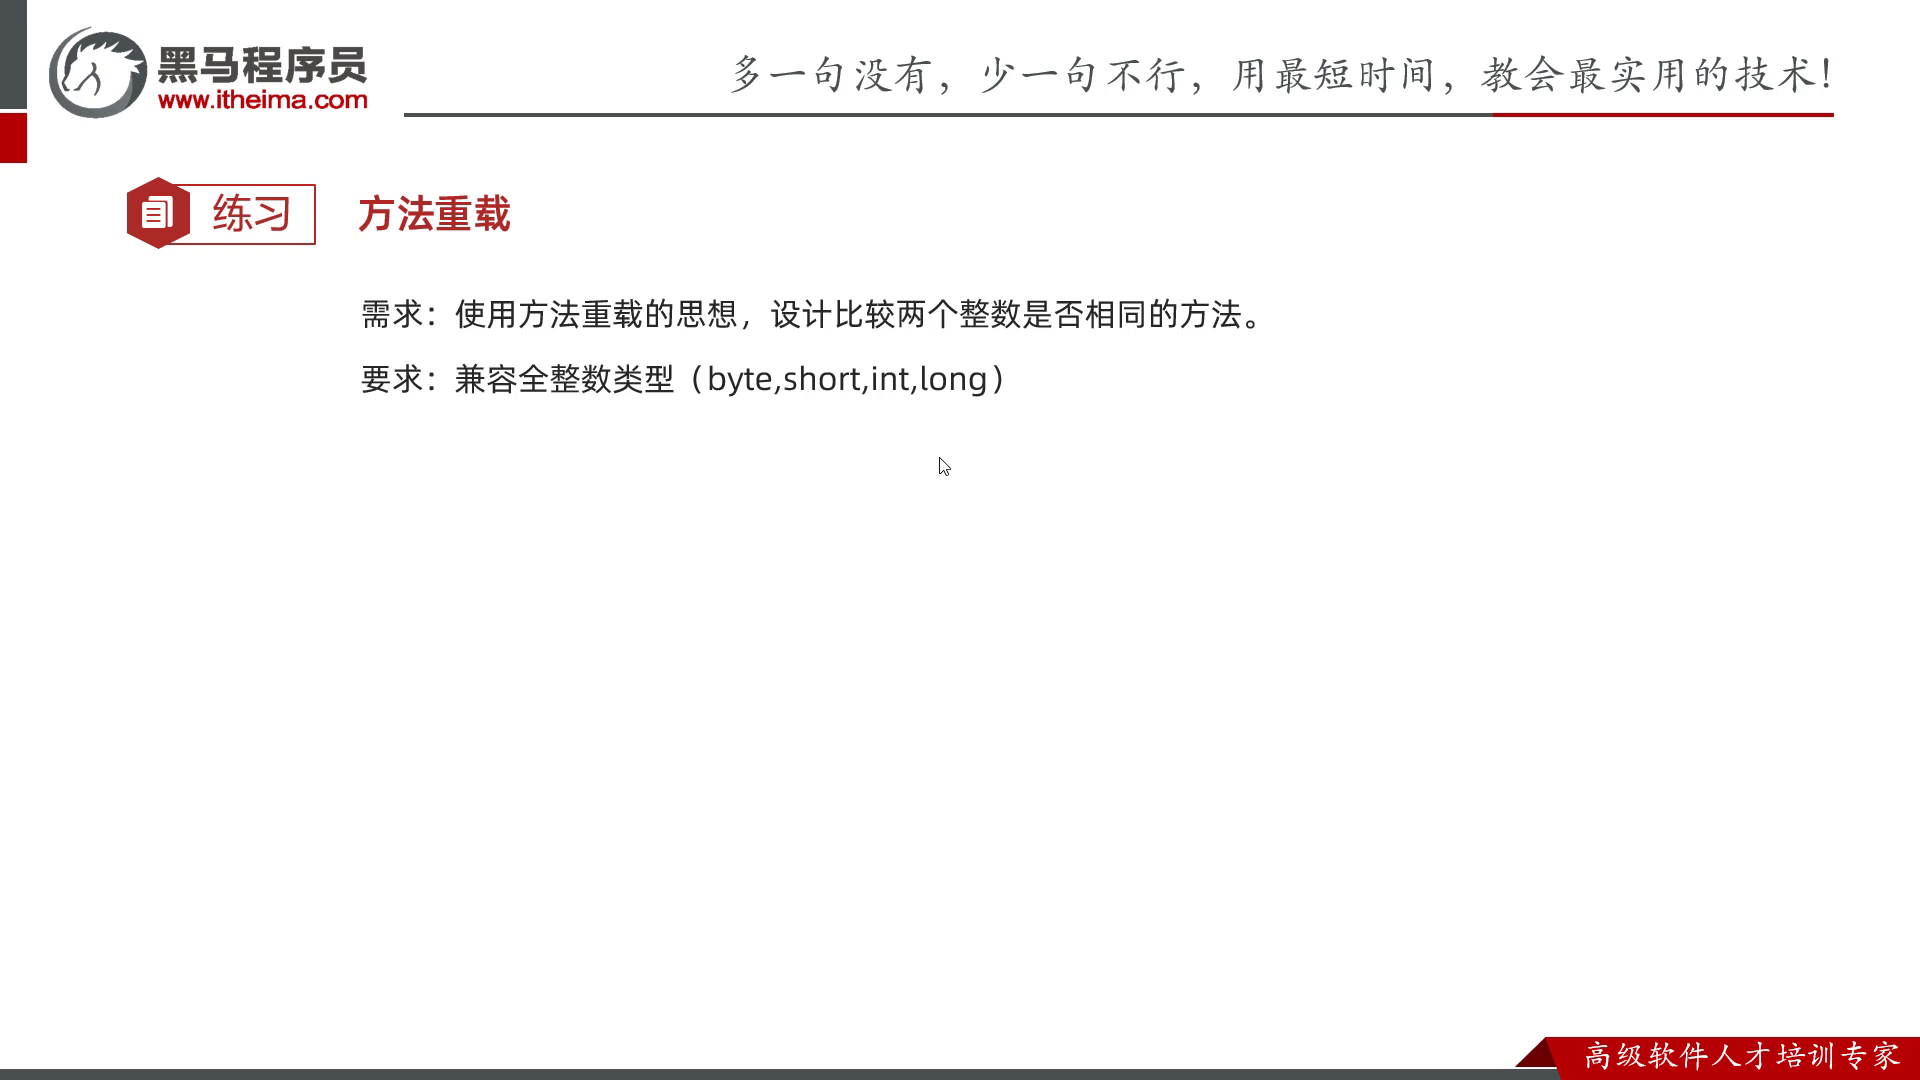 黑马程序员
www.itheima.com
多一句没有，少一句不行，用最短时间，教会最实用的技术！
练习
方法重载
需求：使用方法重载的思想，设计比较两个整数是否相同的方法。
要求：兼容全整数类型（byte,short,int,long）
高级软件人才培训专家